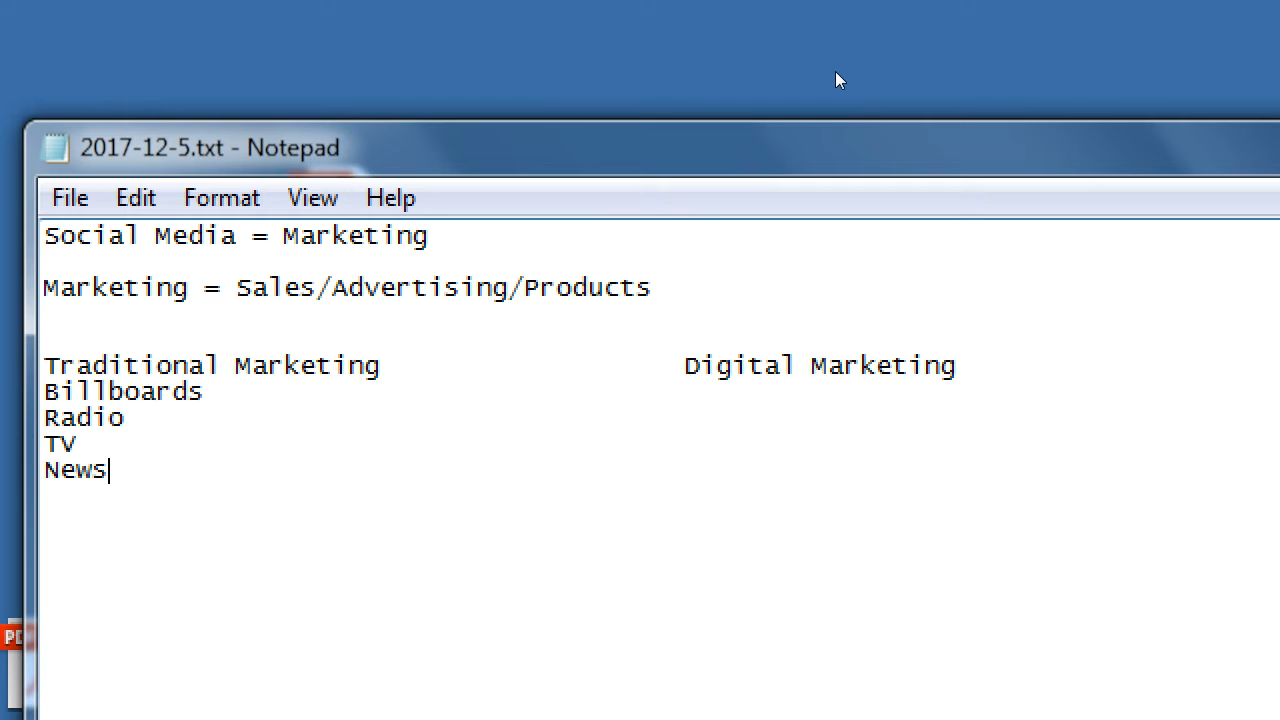 2017-12-5.txt - Notepad
File Edit Format View Help
Social Media = Marketing
Marketing = Sales/Advertising/Products
Traditional Marketing Digital Marketing
Billboards
Radio
TV
News